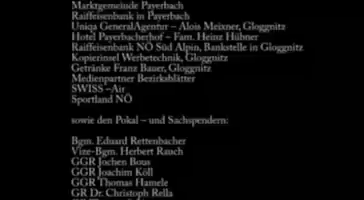 Marktgemeinde Payerbach
Raiffeisenbank in Payerbach
Uniqa GeneralAgentur – Alois Meixner, Gloggnitz
Hotel Payerbacherhof – Fam. Heinz Hübner
Raiffeisenbank NÖ Süd Alpin, Bankstelle in Gloggnitz
Kopierinsel Werbetechnik, Gloggnitz
Getränke Franz Bauer, Gloggnitz
Medienpartner Bezirksblätter
SWISS –Air
Sportland NÖ
sowie den Pokal – und Sachspendern:
Bgm. Eduard Rettenbacher
Vize-Bgm. Herbert Rauch
GGR Jochen Bous
GGR Joachim Köll
GGR Thomas Hamele
GR Dr. Christoph Rella